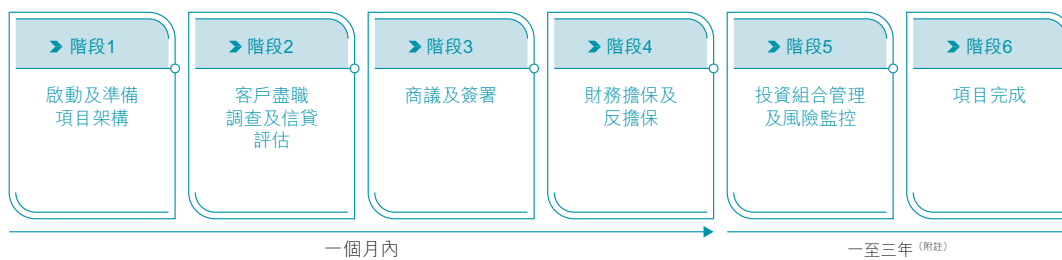 階段1
啟動及準備
項目架構
階段2
客戶盡職
調查及信貸
評估
階段3
商議及簽署
階段4
財務擔保及
反擔保
階段5
投資組合管理
及風險監控
階段6
項目完成
一個月內
一至三年（附註）